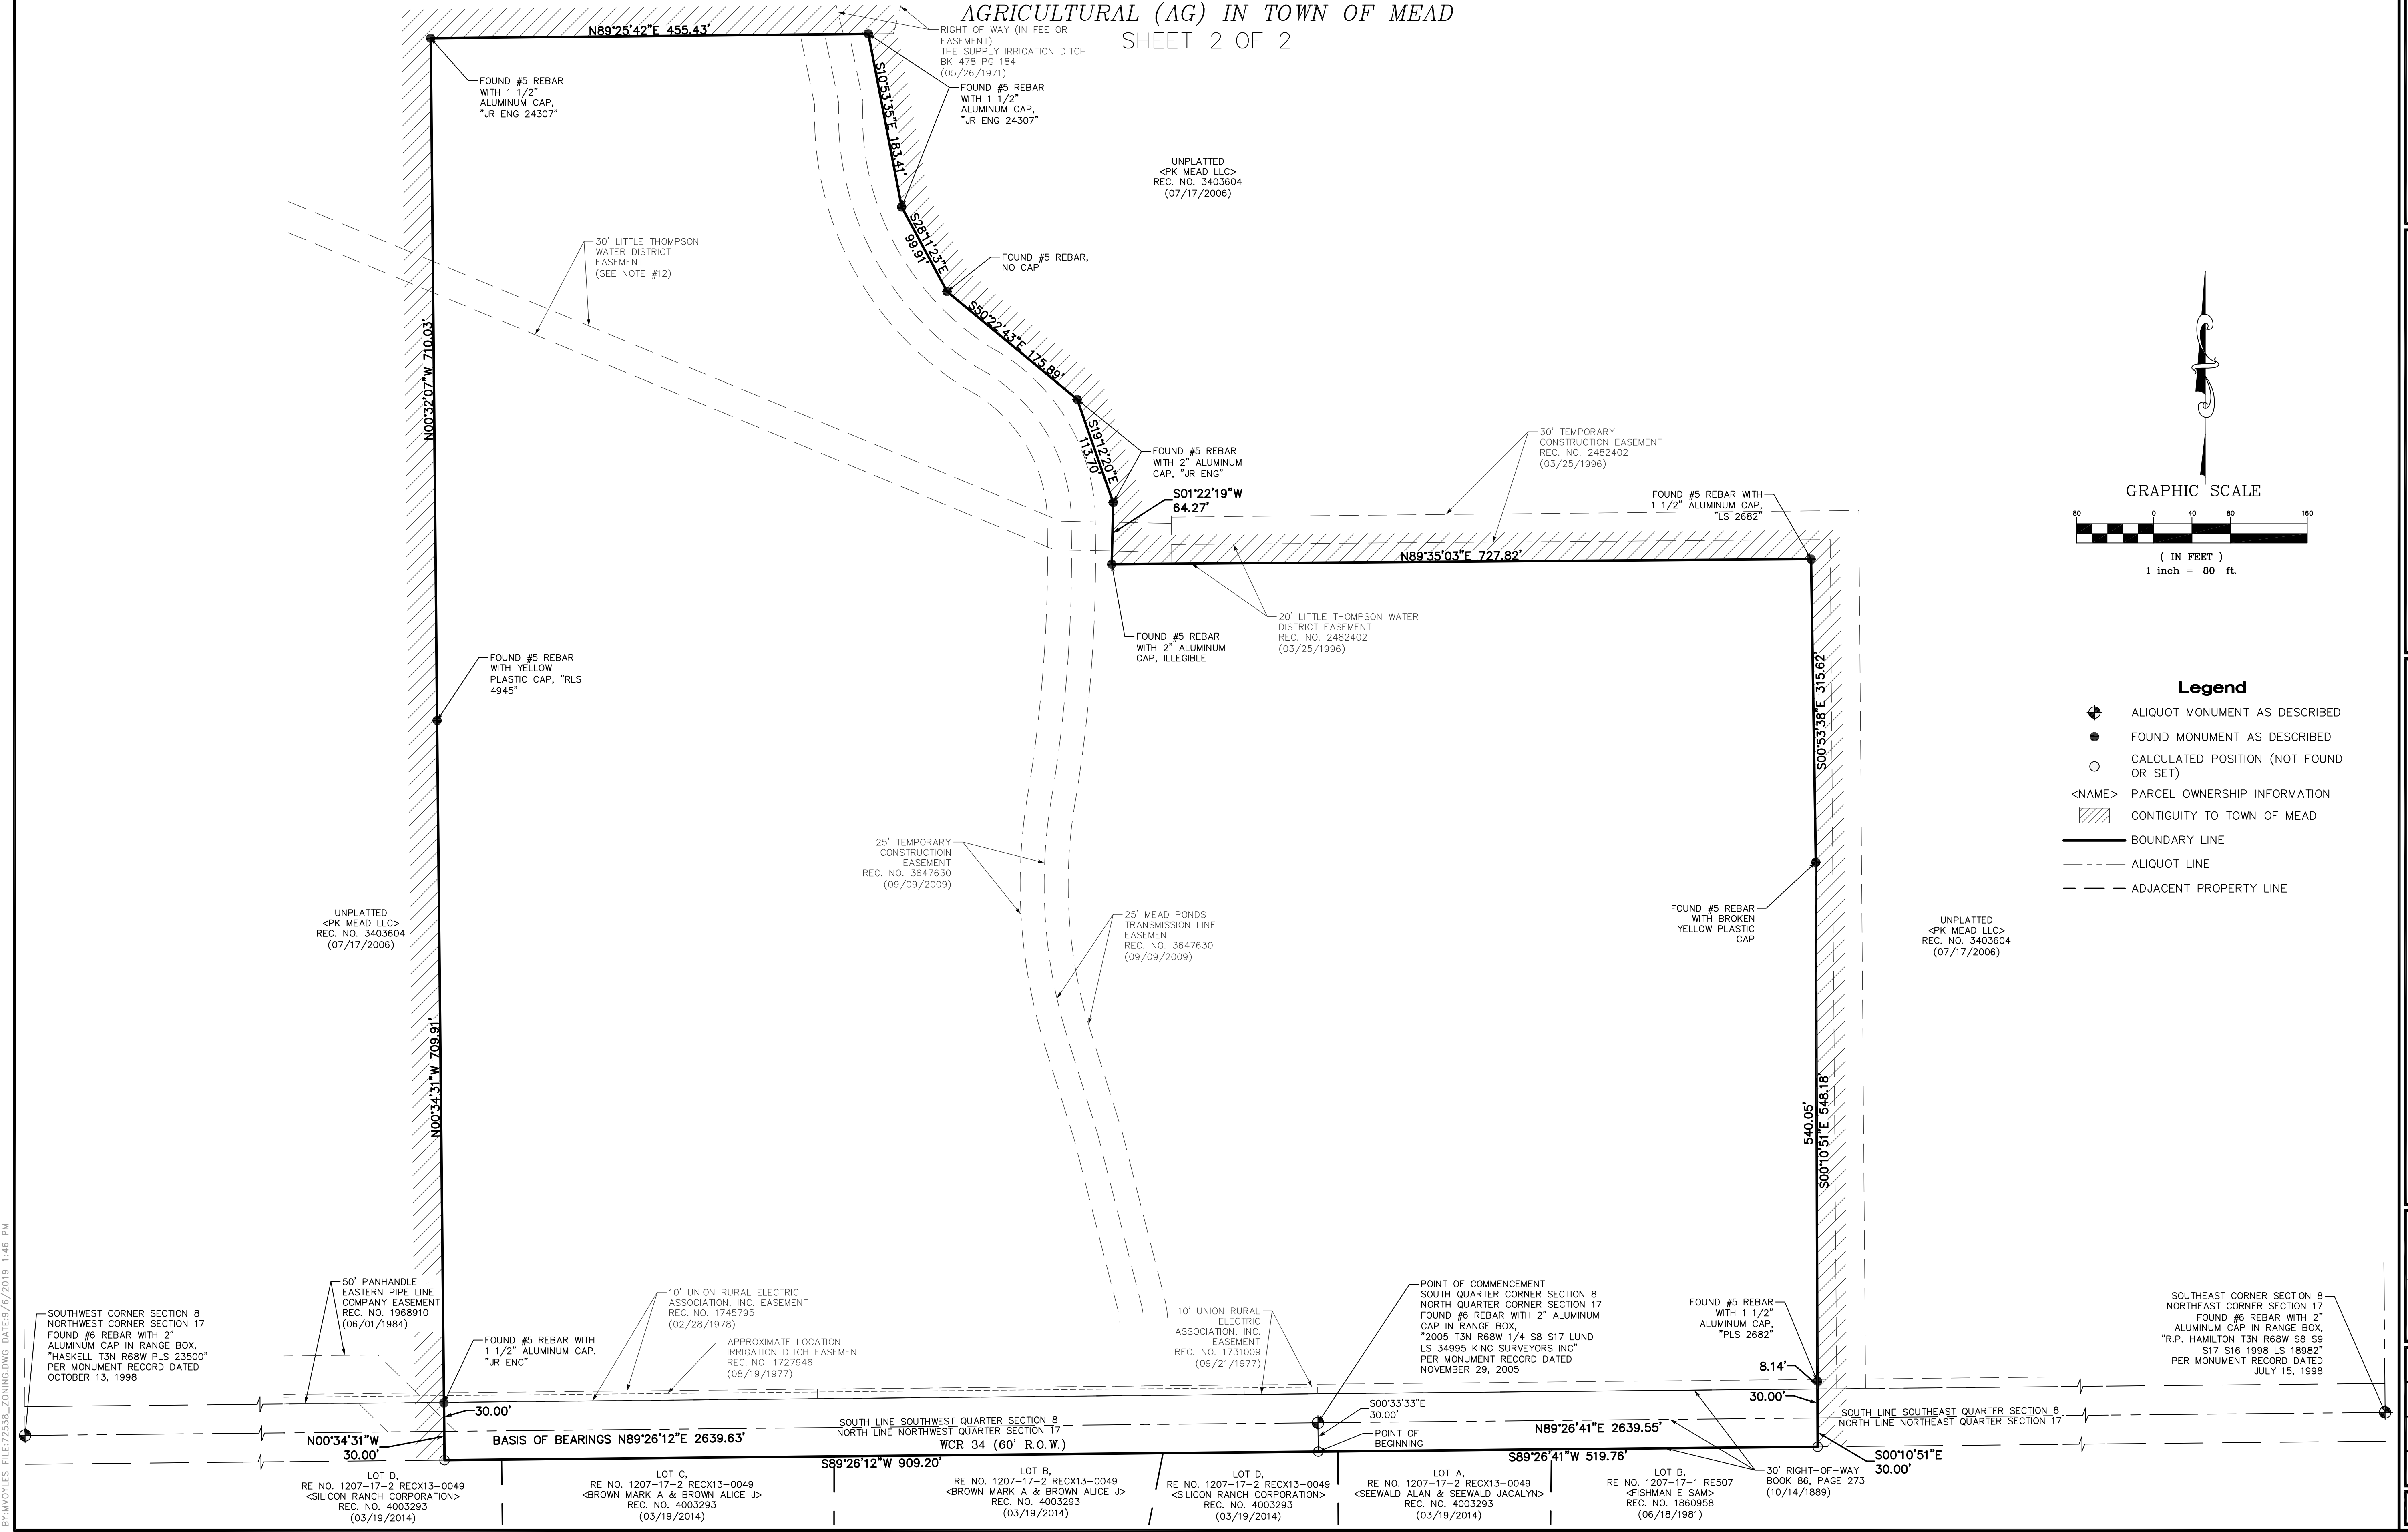 AGRICULTURAL (AG) IN TOWN OF MEAD
SHEET 2 OF 2
N89°25'42"E 455.43'
RIGHT OF WAY (IN FEE OR
EASEMENT)
THE SUPPLY IRRIGATION DITCH
BK 478 PG 184
(05/26/1971)
FOUND #5 REBAR
WITH 1 1/2"
ALUMINUM CAP,
"JR ENG 24307"
FOUND #5 REBAR
WITH 1 1/2"
ALUMINUM CAP,
"JR ENG 24307"
S10°53'35"E 183.41'
UNPLATTED
<PK MEAD LLC>
REC. NO. 3403604
(07/17/2006)
S28°11'23"E
99.91'
30' LITTLE THOMPSON
WATER DISTRICT
EASEMENT
(SEE NOTE #12)
FOUND #5 REBAR,
NO CAP
S50°22'43"E 175.89'
N00°32'07"W 710.03'
S19°12'20"E
113.70'
FOUND #5 REBAR
WITH 2" ALUMINUM
CAP, "JR ENG"
S01°22'19"W
64.27'
30' TEMPORARY
CONSTRUCTION EASEMENT
REC. NO. 2482402
(03/25/1996)
FOUND #5 REBAR WITH
1 1/2" ALUMINUM CAP,
"LS 2682"
GRAPHIC SCALE
80 0 40 80 160
( IN FEET )
1 inch = 80 ft.
N89°35'03"E 727.82'
20' LITTLE THOMPSON WATER
DISTRICT EASEMENT
REC. NO. 2482402
(03/25/1996)
FOUND #5 REBAR
WITH 2" ALUMINUM
CAP, ILLEGIBLE
FOUND #5 REBAR
WITH YELLOW
PLASTIC CAP, "RLS
4945"
S00°53'38"E 315.62'
Legend
ALIQUOT MONUMENT AS DESCRIBED
FOUND MONUMENT AS DESCRIBED
CALCULATED POSITION (NOT FOUND
OR SET)
<NAME> PARCEL OWNERSHIP INFORMATION
CONTIGUITY TO TOWN OF MEAD
BOUNDARY LINE
ALIQUOT LINE
ADJACENT PROPERTY LINE
25' TEMPORARY
CONSTRUCTIOIN
EASEMENT
REC. NO. 3647630
(09/09/2009)
25' MEAD PONDS
TRANSMISSION LINE
EASEMENT
REC. NO. 3647630
(09/09/2009)
UNPLATTED
<PK MEAD LLC>
REC. NO. 3403604
(07/17/2006)
FOUND #5 REBAR
WITH BROKEN
YELLOW PLASTIC
CAP
UNPLATTED
<PK MEAD LLC>
REC. NO. 3403604
(07/17/2006)
N00°34'31"W 709.91'
540.05'
S00°10'51"E 548.18'
SOUTHWEST CORNER SECTION 8
NORTHWEST CORNER SECTION 17
FOUND #6 REBAR WITH 2"
ALUMINUM CAP IN RANGE BOX,
"HASKELL T3N R68W PLS 23500"
PER MONUMENT RECORD DATED
OCTOBER 13, 1998
50' PANHANDLE
EASTERN PIPE LINE
COMPANY EASEMENT
REC. NO. 1968910
(06/01/1984)
FOUND #5 REBAR WITH
1 1/2" ALUMINUM CAP,
"JR ENG"
10' UNION RURAL ELECTRIC
ASSOCIATION, INC. EASEMENT
REC. NO. 1745795
(02/28/1978)
APPROXIMATE LOCATION
IRRIGATION DITCH EASEMENT
REC. NO. 1727946
(08/19/1977)
10' UNION RURAL
ELECTRIC
ASSOCIATION, INC.
EASEMENT
REC. NO. 1731009
(09/21/1977)
POINT OF COMMENCEMENT
SOUTH QUARTER CORNER SECTION 8
NORTH QUARTER CORNER SECTION 17
FOUND #6 REBAR WITH 2" ALUMINUM
CAP IN RANGE BOX,
"2005 T3N R68W 1/4 S8 S17 LUND
LS 34995 KING SURVEYORS INC"
PER MONUMENT RECORD DATED
NOVEMBER 29, 2005
FOUND #5 REBAR
WITH 1 1/2"
ALUMINUM CAP,
"PLS 2682"
SOUTHEAST CORNER SECTION 8
NORTHEAST CORNER SECTION 17
FOUND #6 REBAR WITH 2"
ALUMINUM CAP IN RANGE BOX,
"R.P. HAMILTON T3N R68W S8 S9
S17 S16 1998 LS 18982"
PER MONUMENT RECORD DATED
JULY 15, 1998
8.14'
30.00'
30.00'
S00°33'33"E
30.00'
N00°34'31"W
30.00'
BASIS OF BEARINGS N89°26'12"E 2639.63'
SOUTH LINE SOUTHWEST QUARTER SECTION 8
NORTH LINE NORTHWEST QUARTER SECTION 17
WCR 34 (60' R.O.W.)
POINT OF
BEGINNING
N89°26'41"E 2639.55'
SOUTH LINE SOUTHEAST QUARTER SECTION 8
NORTH LINE NORTHEAST QUARTER SECTION 17
S89°26'12"W 909.20'
S89°26'41"W 519.76'
S00°10'51"E
30.00'
30' RIGHT-OF-WAY
BOOK 86, PAGE 273
(10/14/1889)
LOT D,
RE NO. 1207-17-2 RECX13-0049
<SILICON RANCH CORPORATION>
REC. NO. 4003293
(03/19/2014)
LOT C,
RE NO. 1207-17-2 RECX13-0049
<BROWN MARK A & BROWN ALICE J>
REC. NO. 4003293
(03/19/2014)
LOT B,
RE NO. 1207-17-2 RECX13-0049
<BROWN MARK A & BROWN ALICE J>
REC. NO. 4003293
(03/19/2014)
LOT D,
RE NO. 1207-17-2 RECX13-0049
<SILICON RANCH CORPORATION>
REC. NO. 4003293
(03/19/2014)
LOT A,
RE NO. 1207-17-2 RECX13-0049
<SEEWALD ALAN & SEEWALD JACALYN>
REC. NO. 4003293
(03/19/2014)
LOT B,
RE NO. 1207-17-1 RE507
<FISHMAN E SAM>
REC. NO. 1860958
(06/18/1981)
BY:MVOYLES FILE:72538_ZONING.DWG DATE:9/6/2019 1:46 PM